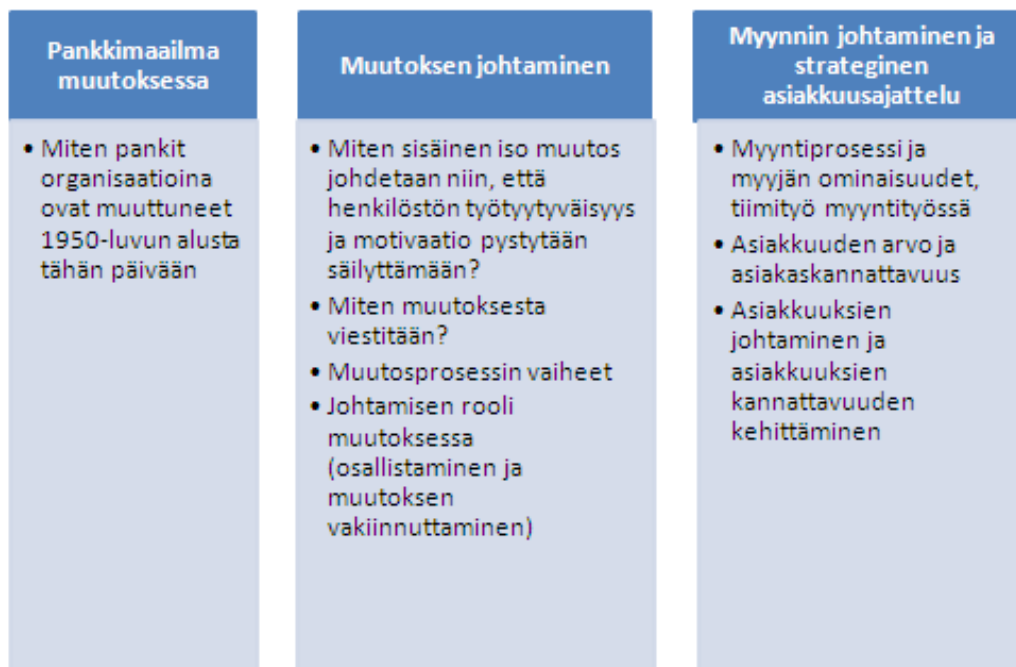 Pankkimaailma
muutoksessa
• Miten pankit
organisaatioina
ovat muuttuneet
1950-luvun alusta
tähän päivään
Muutoksen johtaminen
• Miten sisäinen iso muutos
johdetaan niin, että
henkilöstön työtyytyväisyys
ja motivaatio pystytään
säilyttämään?
• Miten muutoksesta
viestitään?
• Muutosprosessin vaiheet
• Johtamisen rooli
muutoksessa
(osallistaminen ja
muutoksen
vakiinnuttaminen)
Myynnin johtaminen ja
strateginen
asiakkuusajattelu
• Myyntiprosessi ja
myyjän ominaisuudet,
tiimityö myyntityössä
• Asiakkuuden arvo ja
asiakaskannattavuus
• Asiakkuuksien
johtaminen ja
asiakkuuksien
kannattavuuden
kehittäminen